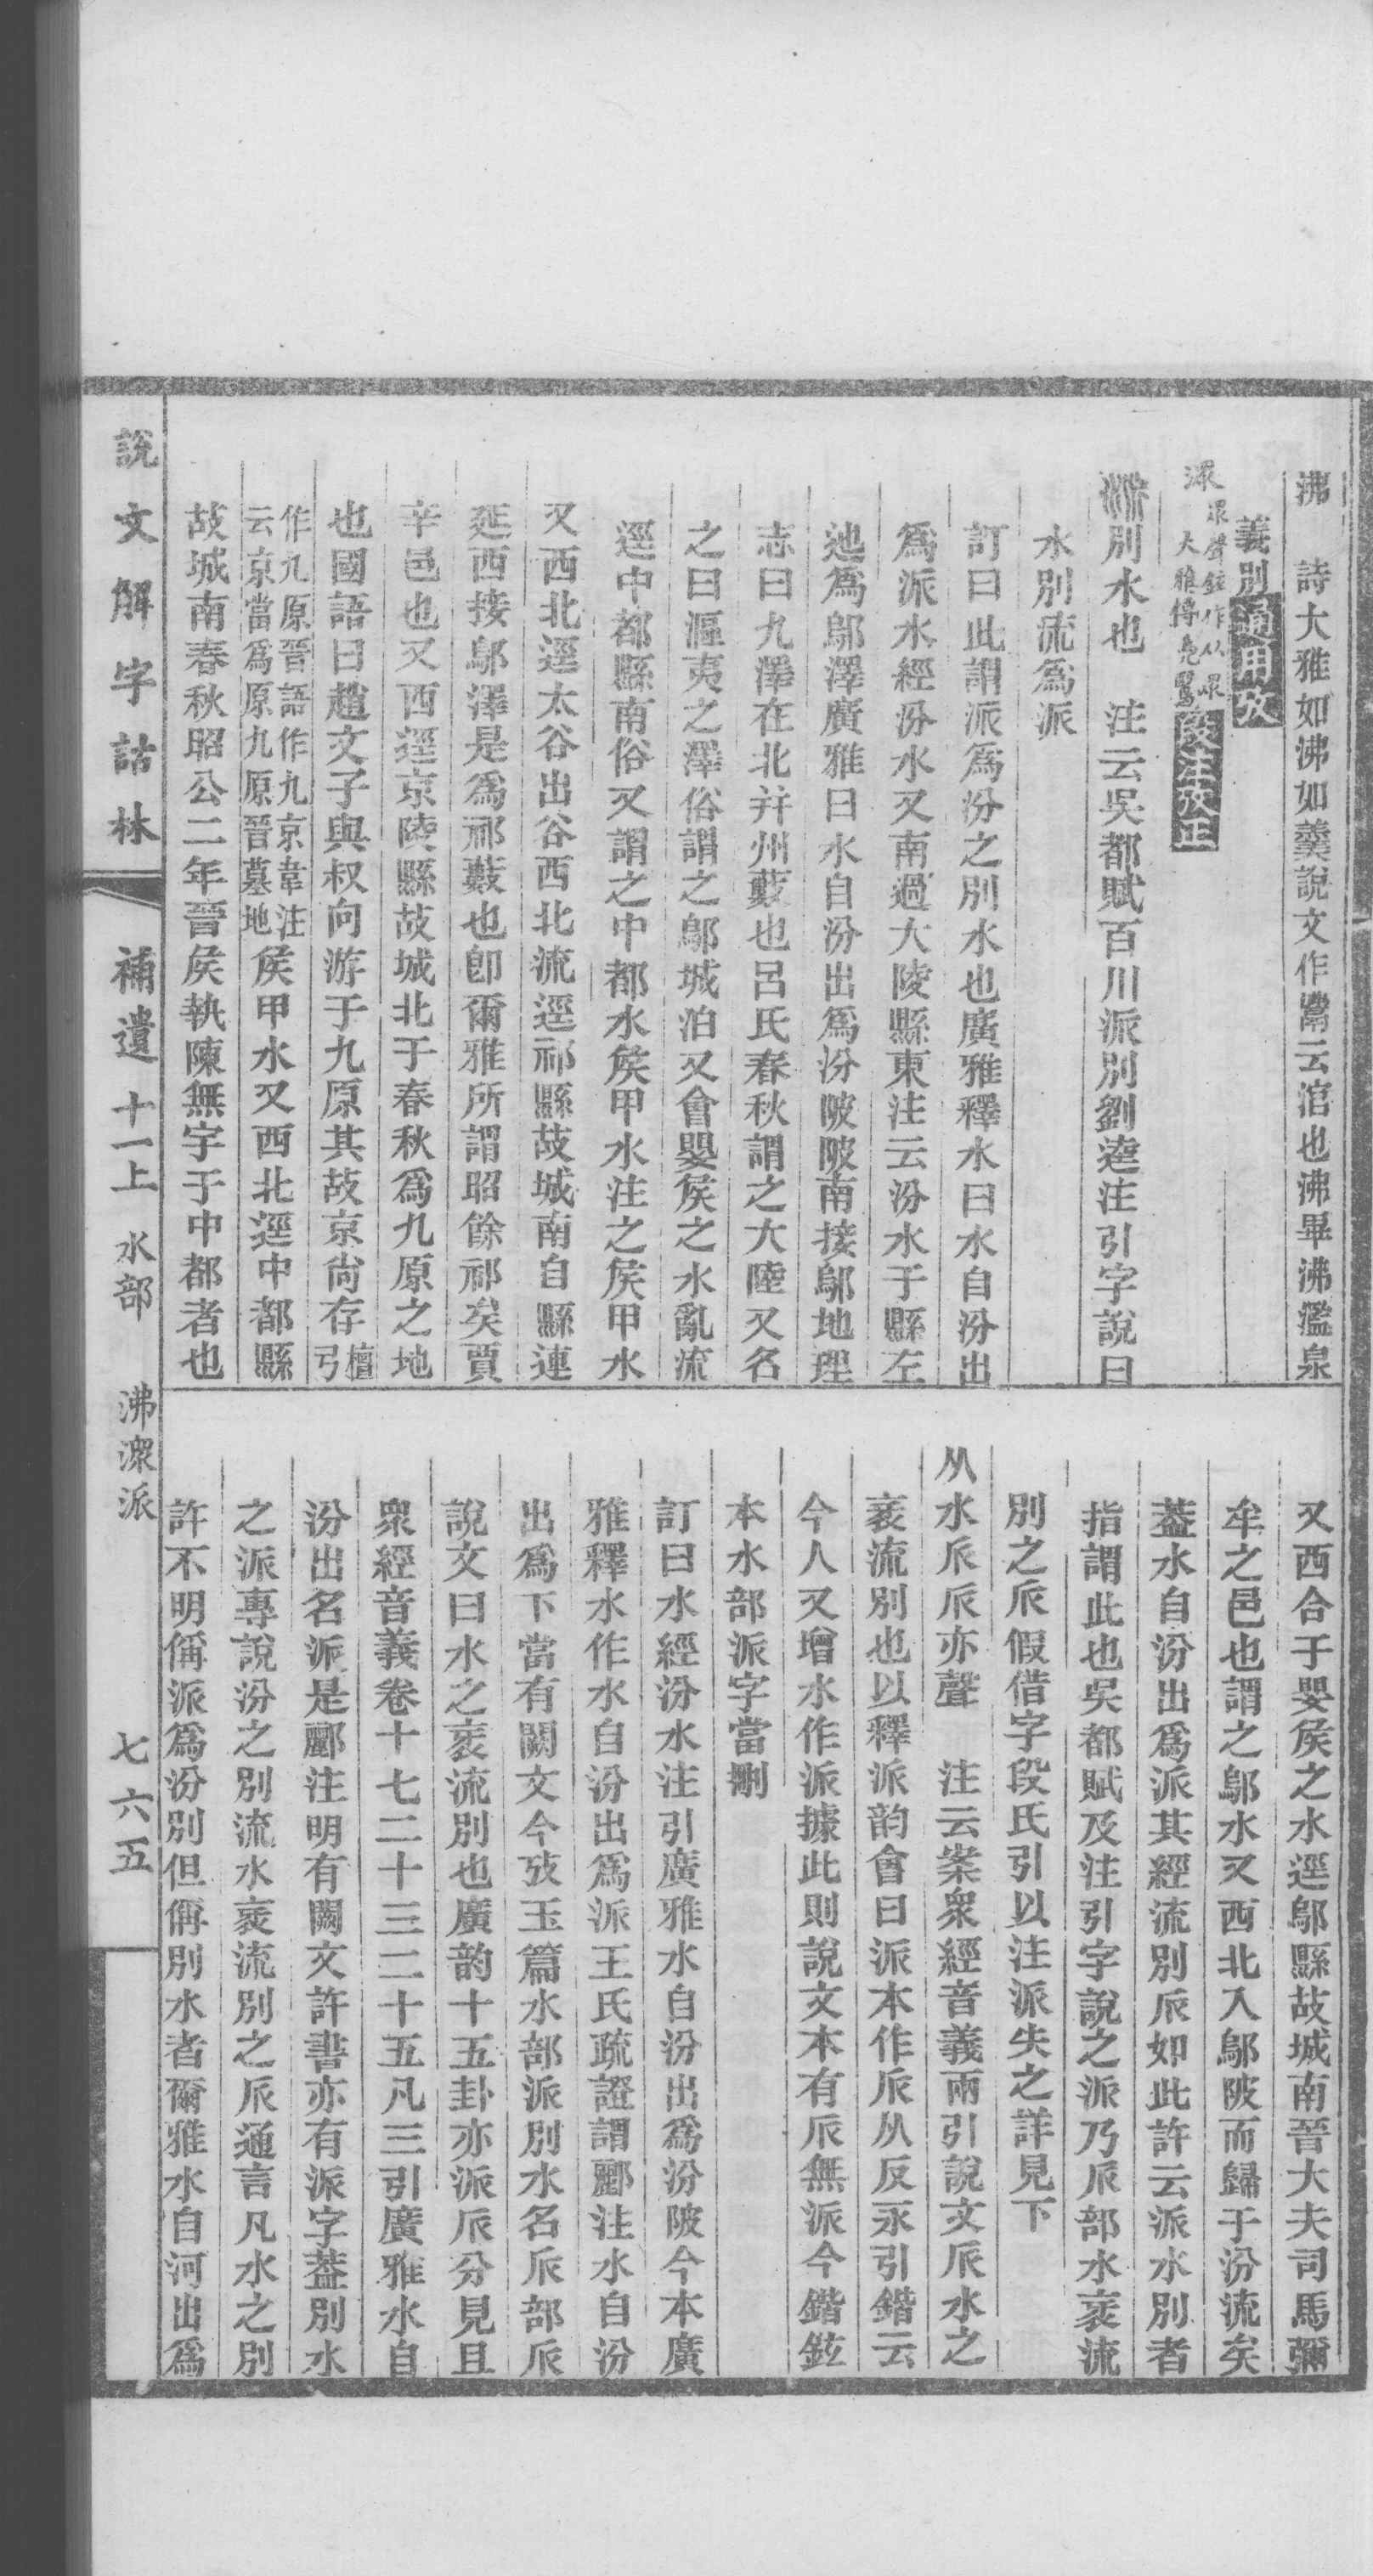 沸　詩大雅如沸如羹說文作鬻云涫也沸畢沸濫泉
義別通用攷
潨
眾聲鉉作从眾
大雅傳鳧鷖
段注攷正
派別水也　注云吳都賦百川派別劉逵注引字說曰
水別流爲派
訂曰此謂派爲汾之別水也廣雅釋水曰水自汾出
爲派水經汾水又南過大陵縣東注云汾水于縣左
迆爲鄔澤廣雅曰水自汾出爲汾陂陂南接鄔地理
志曰九澤在北并州藪也呂氏春秋謂之大陸又名
之曰漚夷之澤俗謂之鄔城泊又會嬰侯之水亂流
逕中都縣南俗又謂之中都水侯甲水注之侯甲水
又西北逕太谷出谷西北流逕祁縣故城南自縣連
延西接鄔澤是爲祁藪也卽爾雅所謂昭餘祁矣賈
辛邑也又西逕京陵縣故城北于春秋爲九原之地
也國語曰趙文子與叔向游于九原其故京尙存檀弓
作九原晉語作九京韋注
云京當爲原九原晉墓地侯甲水又西北逕中都縣
故城南春秋昭公二年晉侯執陳無宇于中都者也
又西合于嬰侯之水逕鄔縣故城南晉大夫司馬彌
牟之邑也謂之鄔水又西北入鄔陂而歸于汾流矣
蓋水自汾出爲派其經流別𠂢如此許云派水別者
指謂此也吳都賦及注引字說之派乃𠂢部水衺流
別之𠂢假借字段氏引以注派失之詳見下
从水𠂢𠂢亦聲　注云案衆經音義兩引說文𠂢水之
衺流別也以釋派韵會曰派本作𠂢从反永引鍇云
今人又增水作派據此則說文本有𠂢無派今鍇鉉
本水部派字當刪
訂曰水經汾水注引廣雅水自汾出爲汾陂今本廣
雅釋水作水自汾出爲派王氏疏證謂酈注水自汾
出爲下當有闕文今攷玉篇水部派別水名𠂢部𠂢
說文曰水之衺流別也廣韵十五卦亦派𠂢分見且
衆經音義卷十七二十三二十五凡三引廣雅水自
汾出名派是酈注明有闕文許書亦有派字蓋別水
之派專說汾之別流水衺流別之𠂢通言凡水之別
許不明偁派爲汾別但偁別水者爾雅水自河出爲
說文解字詁林　補遺　十一上　水部　沸潨派　七六五